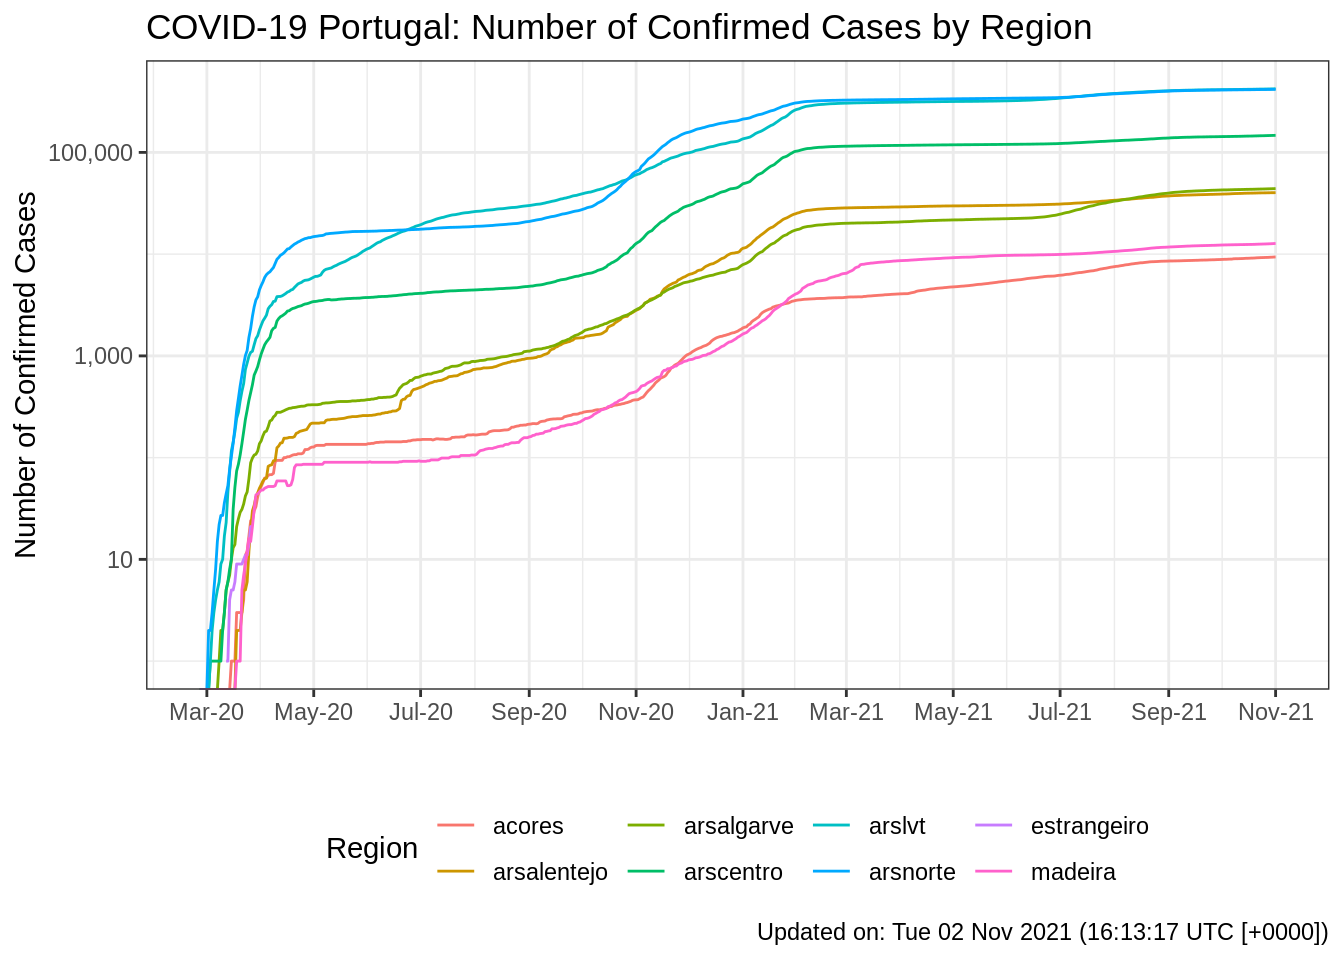 COVID-19 Portugal: Number of Confirmed Cases by Region
Number of Confirmed Cases
100,000
1,000
10
Mar-20 May-20 Jul-20 Sep-20 Nov-20 Jan-21 Mar-21 May-21 Jul-21 Sep-21 Nov-21
Region
acores arsalgarve arslvt estrangeiro
arsalentejo arscentro arsnorte madeira
Updated on: Tue 02 Nov 2021 (16:13:17 UTC [+0000])